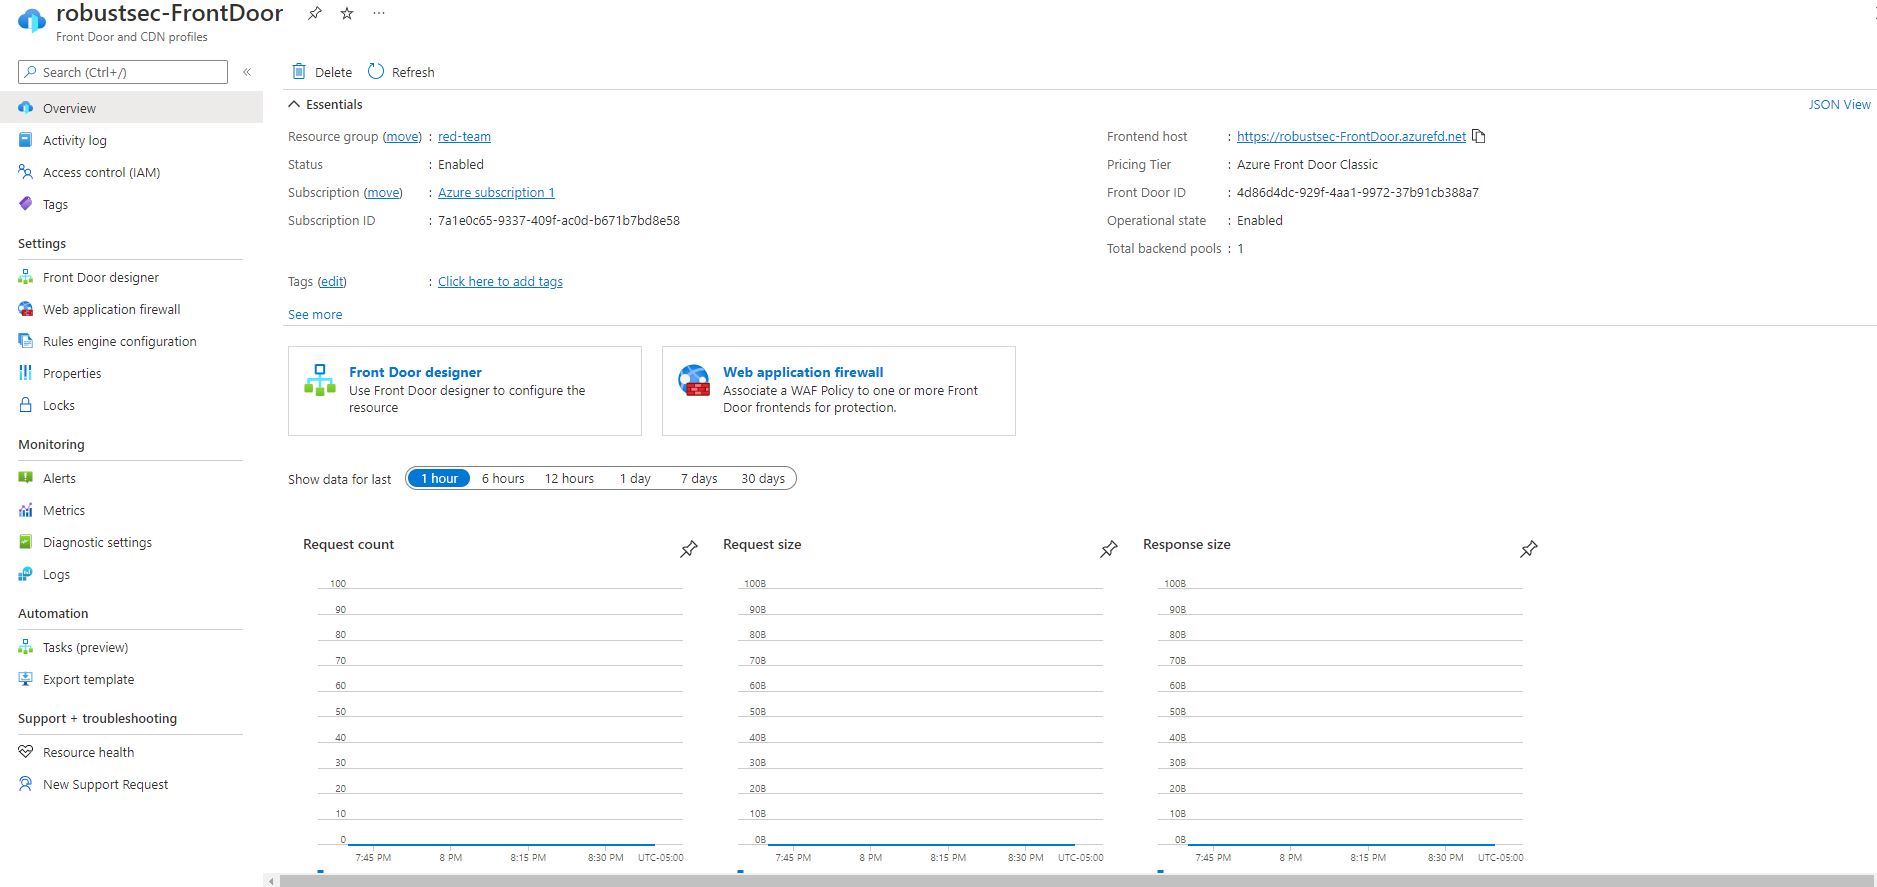 robustsec-FrontDoor
Front Door and CDN profiles
Search (Ctrl+/)
Overview
Activity log
Access control (IAM)
Tags
Settings
Front Door designer
Web application firewall
Rules engine configuration
Properties
Locks
Monitoring
Alerts
Metrics
Diagnostic settings
Logs
Automation
Tasks (preview)
Export template
Support + troubleshooting
Resource health
New Support Request
Delete Refresh
Essentials JSON View
Resource group (move) : red-team
Status : Enabled
Subscription (move) : Azure subscription 1
Subscription ID : 7a1e0c65-9337-409f-ac0d-b671b7bd8e58
Frontend host : https://robustsec-FrontDoor.azurefd.net
Pricing Tier : Azure Front Door Classic
Front Door ID : 4d86d4dc-929f-4aa1-9972-37b91cb388a7
Operational state : Enabled
Total backend pools : 1
Tags (edit) : Click here to add tags
See more
Front Door designer
Use Front Door designer to configure the
resource
Web application firewall
Associate a WAF Policy to one or more Front
Door frontends for protection.
Show data for last 1 hour 6 hours 12 hours 1 day 7 days 30 days
Request count
100
90
80
70
60
50
40
30
20
10
0
7:45 PM 8 PM 8:15 PM 8:30 PM UTC-05:00
Request size
100B
90B
80B
70B
60B
50B
40B
30B
20B
10B
0B
7:45 PM 8 PM 8:15 PM 8:30 PM UTC-05:00
Response size
100B
90B
80B
70B
60B
50B
40B
30B
20B
10B
0B
7:45 PM 8 PM 8:15 PM 8:30 PM UTC-05:00